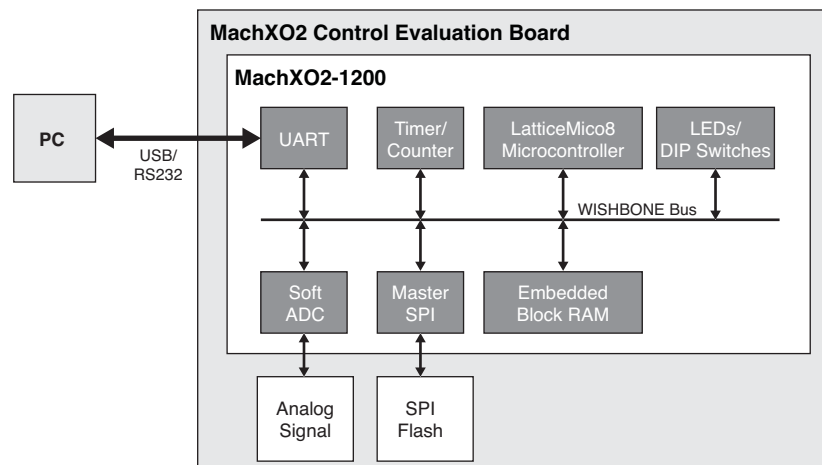 MachXO2 Control Evaluation Board
MachXO2-1200
PC
USB/
RS232
UART
Timer/
Counter
LatticeMico8
Microcontroller
LEDs/
DIP Switches
WISHBONE Bus
Soft
ADC
Master
SPI
Embedded
Block RAM
Analog
Signal
SPI
Flash